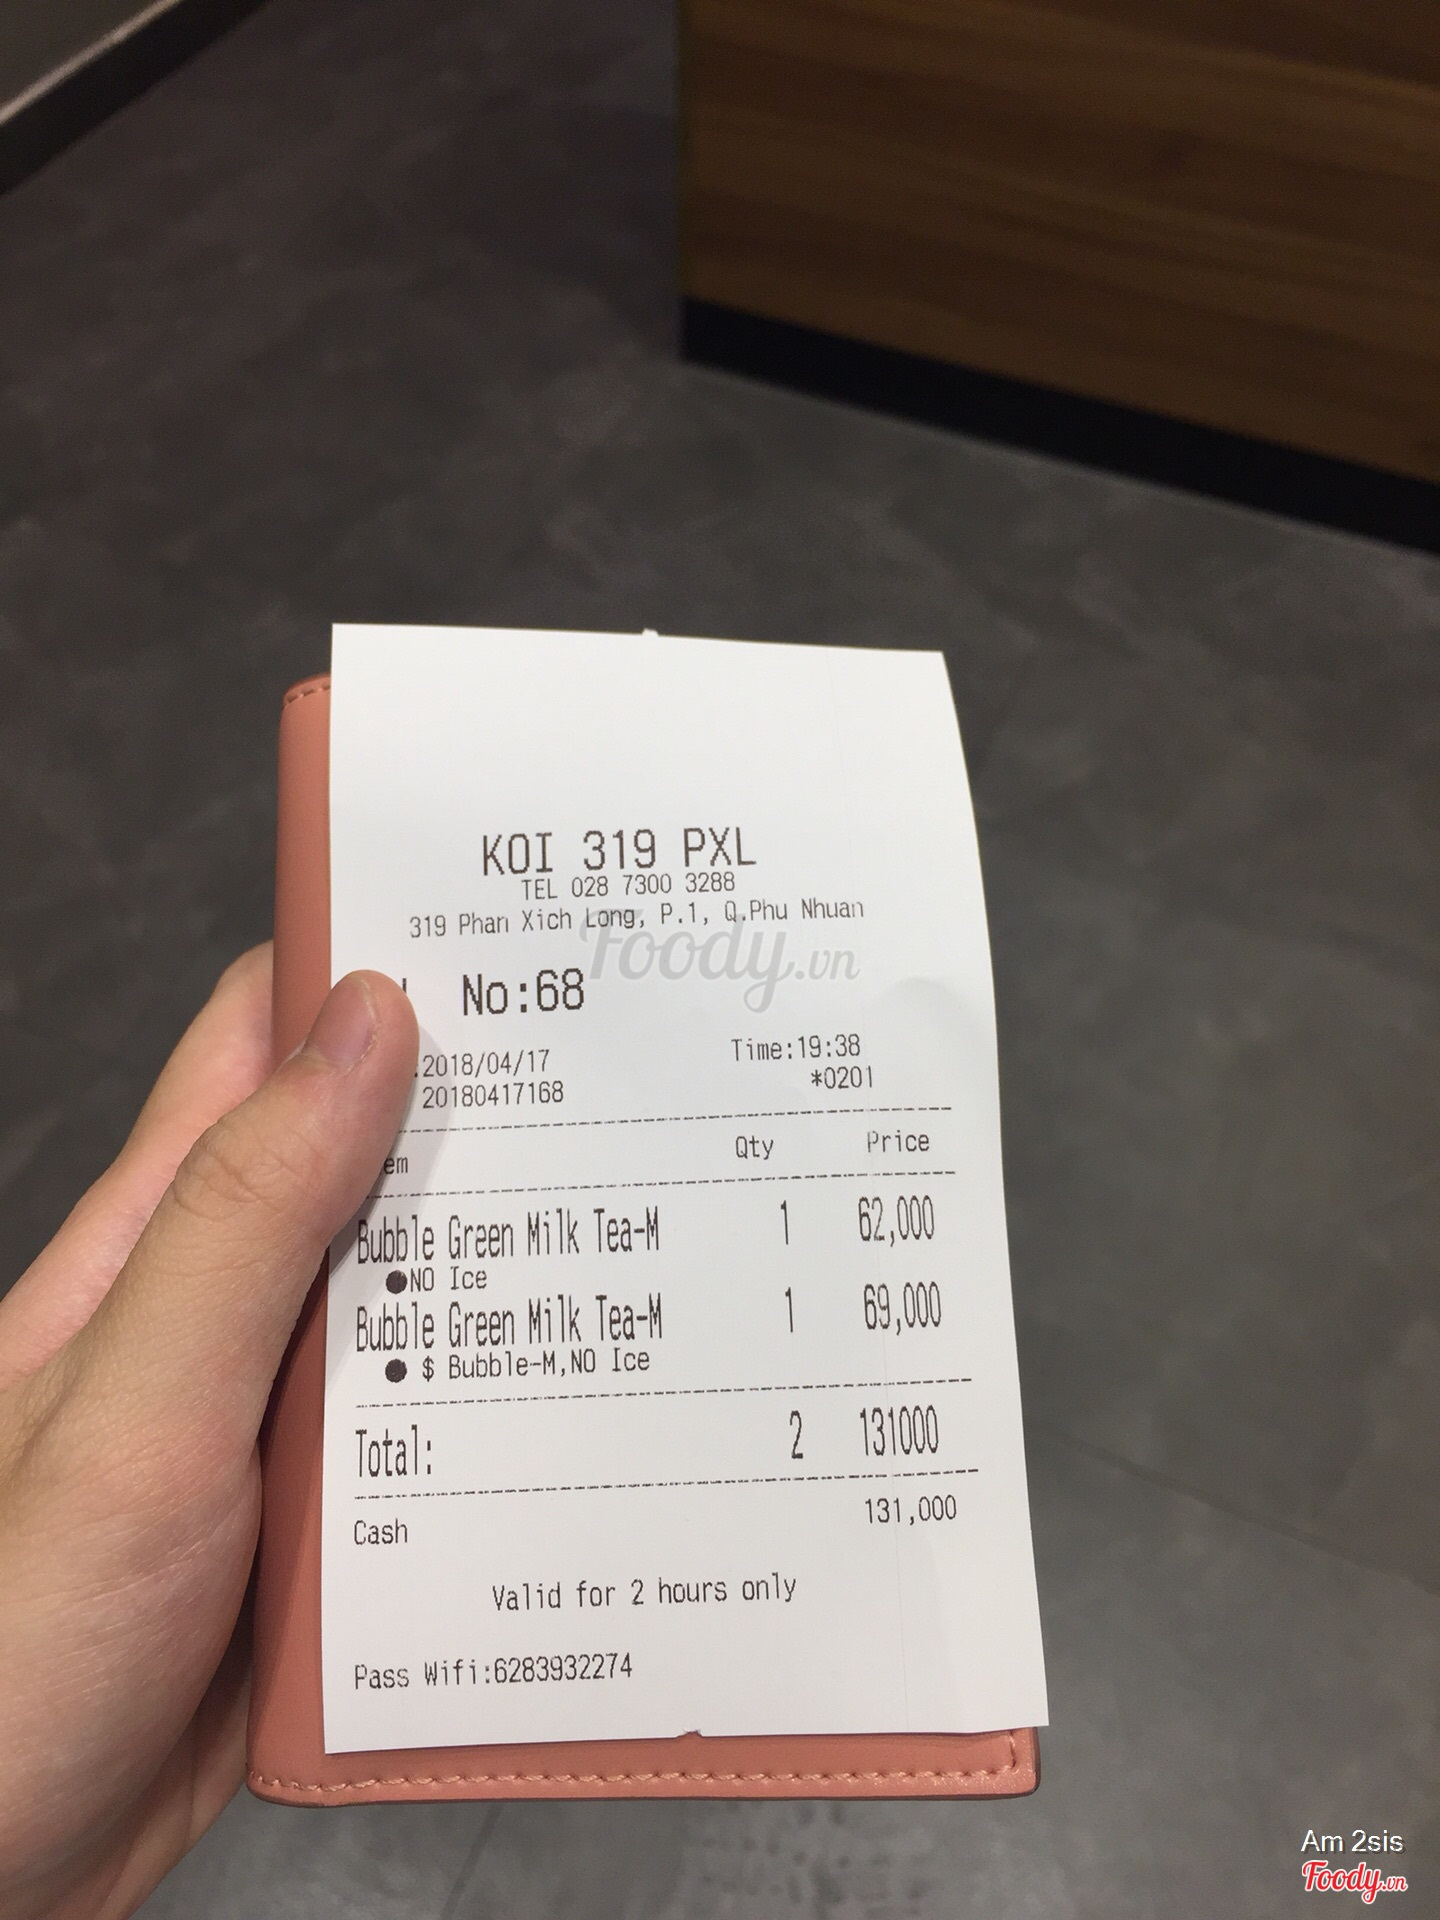 KOI 319 PXL
TEL 028 7300 3288
319 Phan Xich Long, P.1, Q.Phu Nhuan
Foody.vn
No:68
2018/04/17 Time:19:38
20180417168 *0201
Qty Price
Bubble Green Milk Tea-M 1 62,000
●NO Ice
Bubble Green Milk Tea-M 1 69,000
● $ Bubble-M,NO Ice
Total: 2 131000
Cash 131,000
Valid for 2 hours only
Pass Wifi:6283932274
Am 2sis
Foody.vn